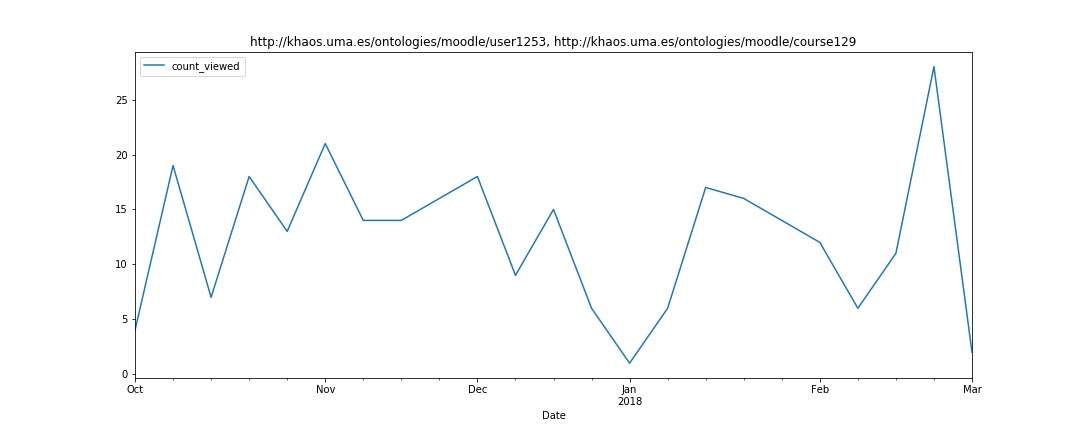 http://khaos.uma.es/ontologies/moodle/user1253, http://khaos.uma.es/ontologies/moodle/course129
count_viewed
25
20
15
10
5
0
Oct Nov Dec Jan Feb Mar
2018
Date